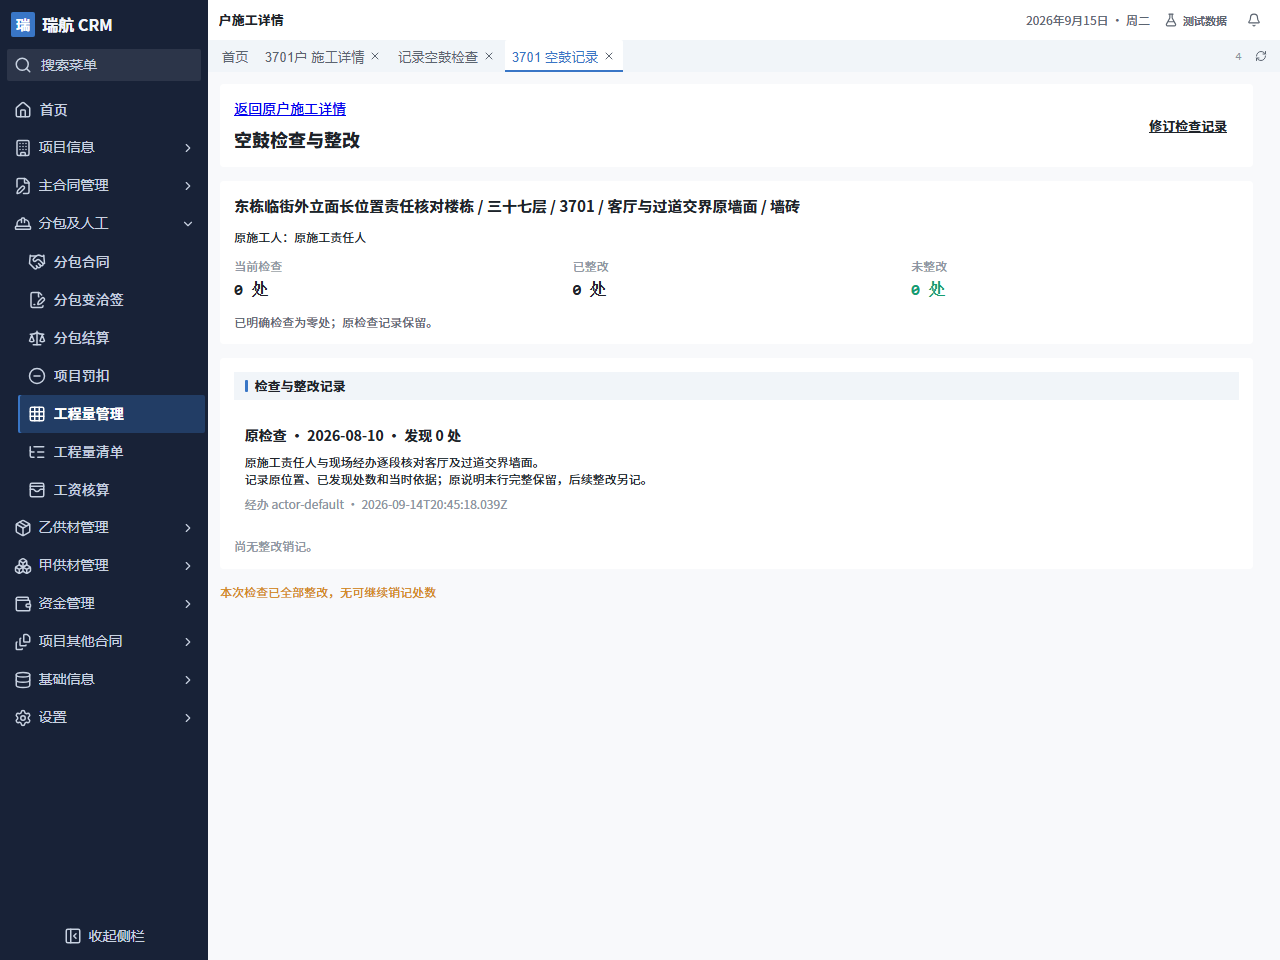 瑞 瑞航 CRM
搜索菜单
首页
项目信息
主合同管理
分包及人工
分包合同
分包变洽签
分包结算
项目罚扣
工程量管理
工程量清单
工资核算
乙供材管理
甲供材管理
资金管理
项目其他合同
基础信息
设置
收起侧栏
户施工详情
2026年9月15日 · 周二 测试数据
首页 3701户 施工详情 × 记录空鼓检查 × 3701 空鼓记录 × 4
返回原户施工详情
空鼓检查与整改
修订检查记录
东栋临街外立面长位置责任核对楼栋 / 三十七层 / 3701 / 客厅与过道交界原墙面 / 墙砖
原施工人：原施工责任人
当前检查 已整改 未整改
0 处 0 处 0 处
已明确检查为零处；原检查记录保留。
检查与整改记录
原检查 · 2026-08-10 · 发现 0 处
原施工责任人与现场经办逐段核对客厅及过道交界墙面。
记录原位置、已发现处数和当时依据；原说明末行完整保留，后续整改另记。
经办 actor-default · 2026-09-14T20:45:18.039Z
尚无整改销记。
本次检查已全部整改，无可继续销记处数